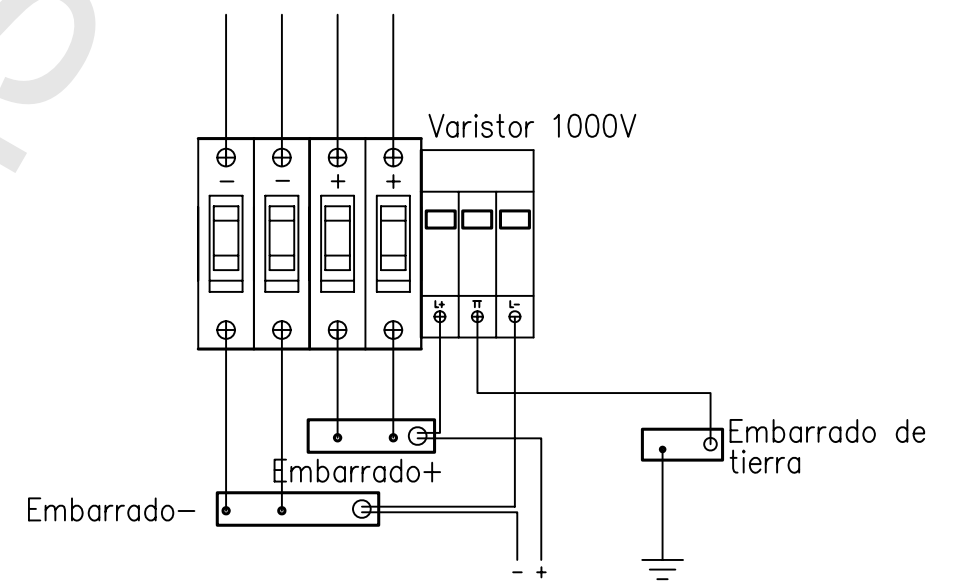 Varistor 1000V
- - + +
L+ π L-
Embarrado de
tierra
Embarrado+
Embarrado-
- +